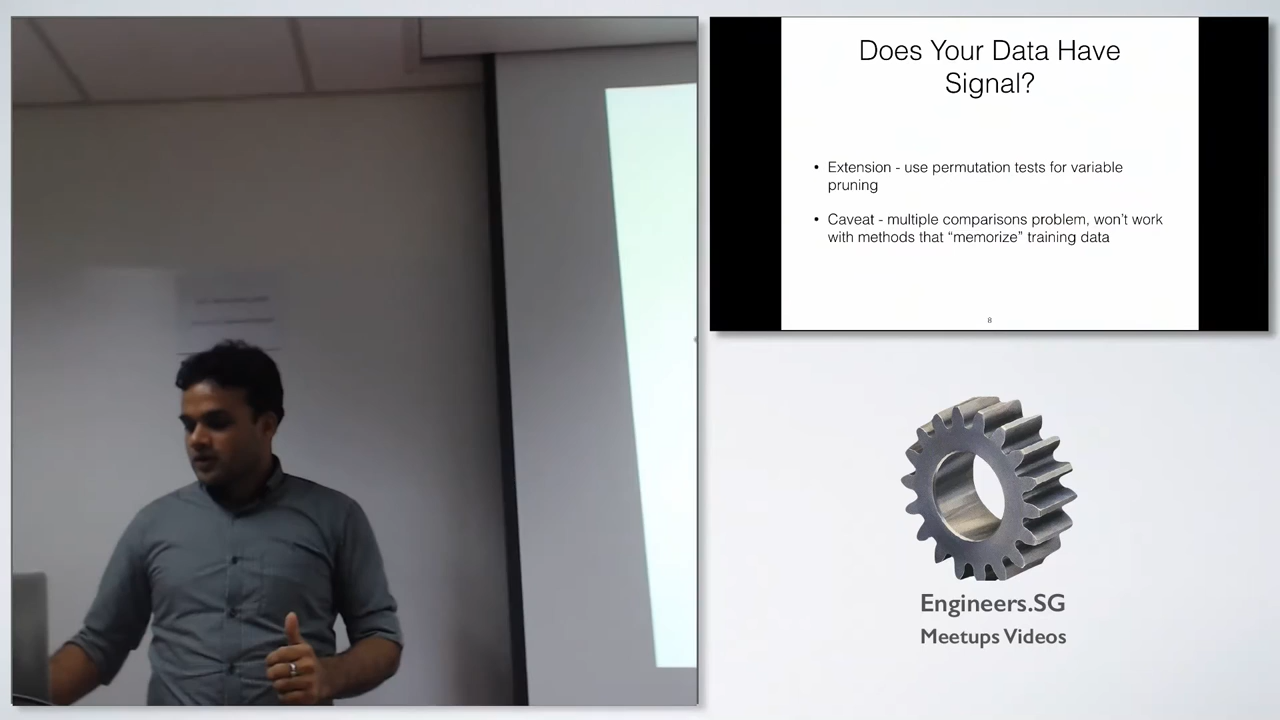 Does Your Data Have
Signal?
• Extension - use permutation tests for variable
pruning
• Caveat - multiple comparisons problem, won't work
with methods that “memorize” training data
8
Engineers.SG
Meetups Videos